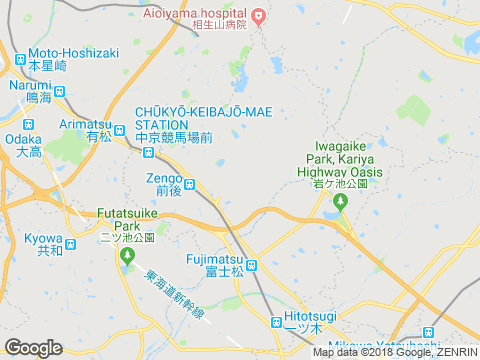 Aioiyama hospital
相生山病院
Moto-Hoshizaki
本星崎
Narumi
鳴海
CHŪKYŌ-KEIBAJŌ-MAE
STATION
中京競馬場前
Arimatsu
有松
Odaka
大高
Iwagaike
Park, Kariya
Highway Oasis
岩ケ池公園
Zengo
前後
Futatsuike
Park
二ツ池公園
Kyowa
共和
Fujimatsu
富士松
東海道新幹線
Hitotsugi
一ツ木
Mikawa Yatsuhashi
Google
Map data ©2018 Google, ZENRIN